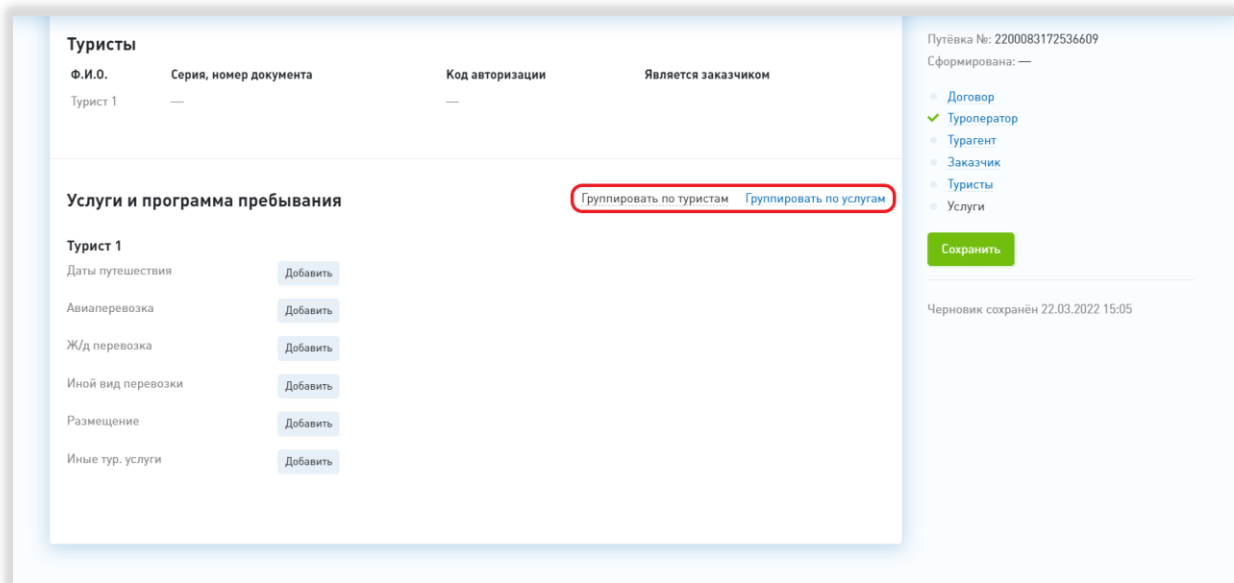 Туристы
Ф.И.О. Серия, номер документа Код авторизации Является заказчиком
Турист 1 — —
Услуги и программа пребывания Группировать по туристам Группировать по услугам
Турист 1
Даты путешествия Добавить
Авиаперевозка Добавить
Ж/д перевозка Добавить
Иной вид перевозки Добавить
Размещение Добавить
Иные тур. услуги Добавить
Путёвка №: 2200083172536609
Сформирована: —
Договор
Туроператор
Турагент
Заказчик
Туристы
Услуги
Сохранить
Черновик сохранён 22.03.2022 15:05